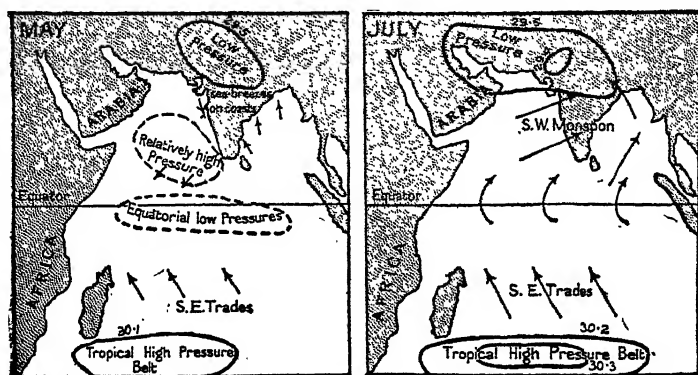 MAY
29.5
Low
Pressure
ARABIA
(sea-breezes
on coasts
Relatively high
Pressure
Equator
Equatorial low Pressures
AFRICA
S.E.Trades
30·1
Tropical High Pressure
Belt
JULY
29.5
Low
Pressure
ARABIA
S.W. Monsoon
Equator
AFRICA
S. E. Trades
30·2
Tropical High Pressure Belt
30·3